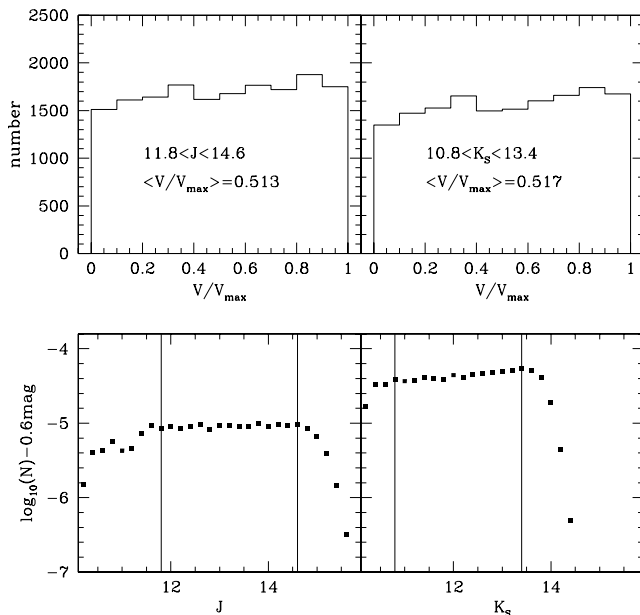 2500
2000
1500
1000
500
0
number
11.8<J<14.6
<V/V_max>=0.513
10.8<K_S<13.4
<V/V_max>=0.517
0 0.2 0.4 0.6 0.8 1
0 0.2 0.4 0.6 0.8 1
V/V_max
V/V_max
-4
-5
-6
-7
log₁₀(N)-0.6mag
12 14
12 14
J
K_S